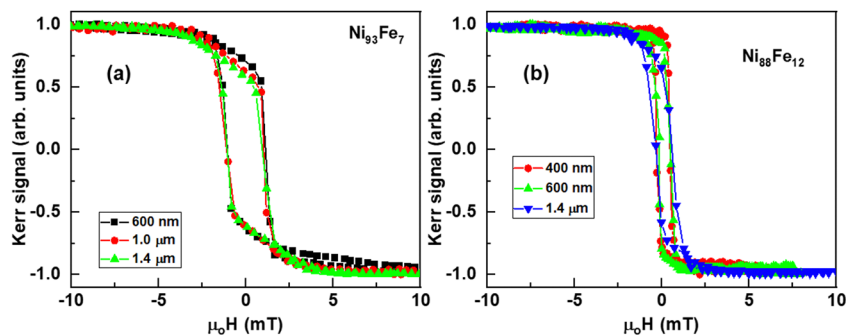 Ni93Fe7
(a)
Kerr signal (arb. units)
1.0
0.5
0.0
-0.5
-1.0
600 nm
1.0 μm
1.4 μm
-10
-5
0
5
10
μoH (mT)
Ni88Fe12
(b)
Kerr signal (arb. units)
1.0
0.5
0.0
-0.5
-1.0
400 nm
600 nm
1.4 μm
-10
-5
0
5
10
μoH (mT)